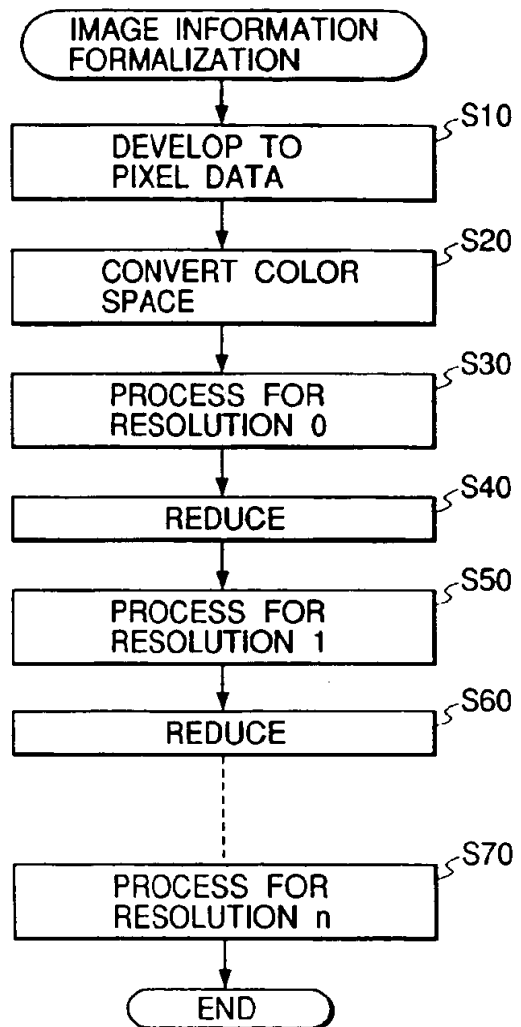 IMAGE INFORMATION
FORMALIZATION
S10
DEVELOP TO
PIXEL DATA
S20
CONVERT COLOR
SPACE
S30
PROCESS FOR
RESOLUTION 0
S40
REDUCE
S50
PROCESS FOR
RESOLUTION 1
S60
REDUCE
S70
PROCESS FOR
RESOLUTION n
END